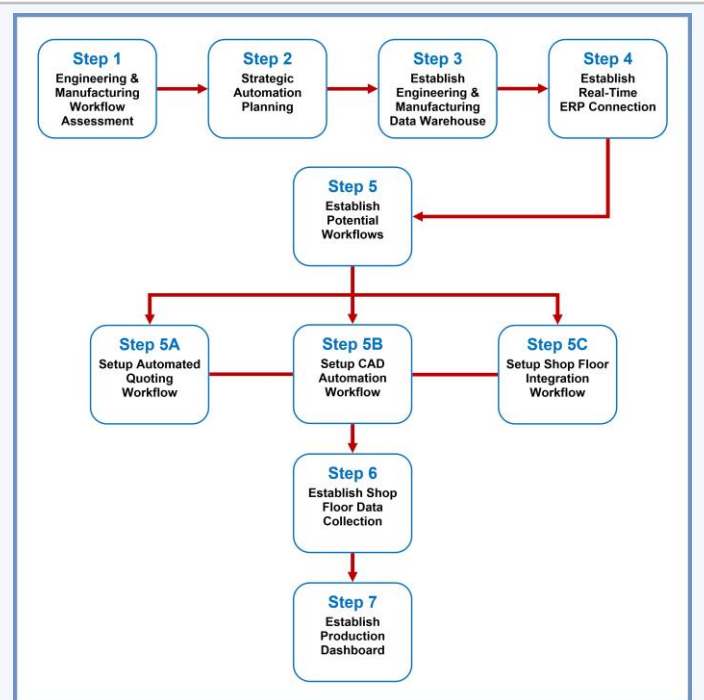 Step 1
Engineering &
Manufacturing
Workflow
Assessment
Step 2
Strategic
Automation
Planning
Step 3
Establish
Engineering &
Manufacturing
Data Warehouse
Step 4
Establish
Real-Time
ERP Connection
Step 5
Establish
Potential
Workflows
Step 5A
Setup Automated
Quoting
Workflow
Step 5B
Setup CAD
Automation
Workflow
Step 5C
Setup Shop Floor
Integration
Workflow
Step 6
Establish Shop
Floor Data
Collection
Step 7
Establish
Production
Dashboard